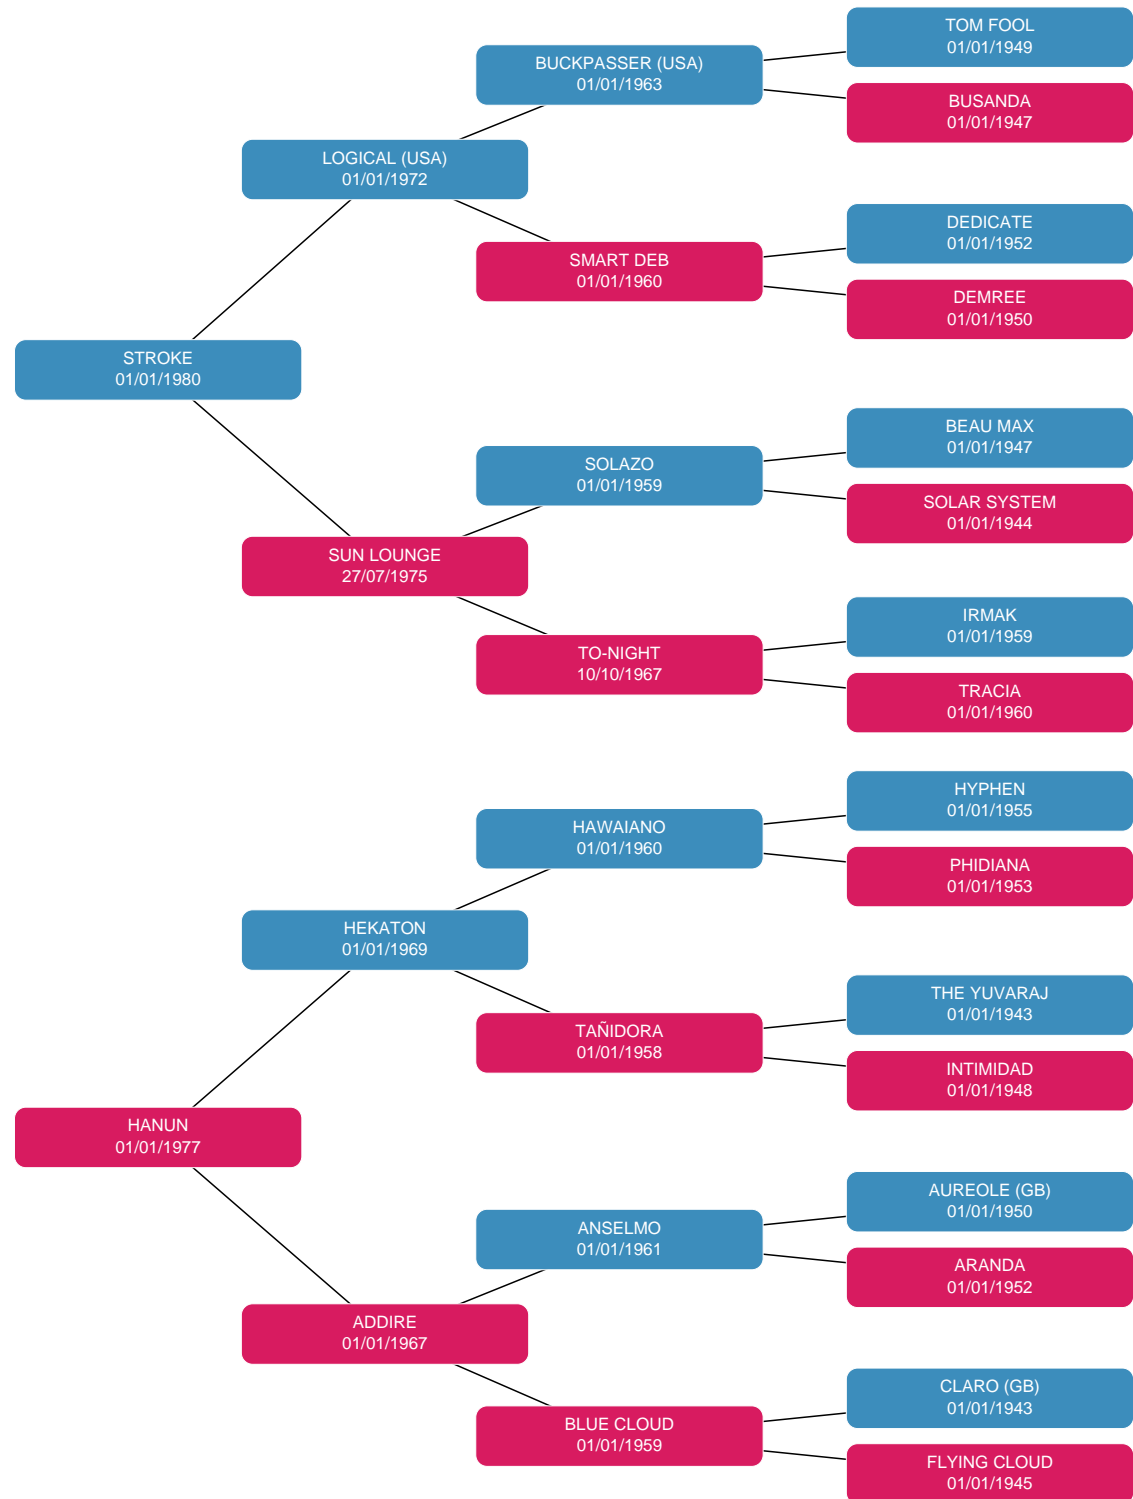 TOM FOOL
01/01/1949
BUCKPASSER (USA)
01/01/1963
BUSANDA
01/01/1947
LOGICAL (USA)
01/01/1972
DEDICATE
01/01/1952
SMART DEB
01/01/1960
DEMREE
01/01/1950
STROKE
01/01/1980
BEAU MAX
01/01/1947
SOLAZO
01/01/1959
SOLAR SYSTEM
01/01/1944
SUN LOUNGE
27/07/1975
IRMAK
01/01/1959
TO-NIGHT
10/10/1967
TRACIA
01/01/1960
HYPHEN
01/01/1955
HAWAIANO
01/01/1960
PHIDIANA
01/01/1953
HEKATON
01/01/1969
THE YUVARAJ
01/01/1943
TAÑIDORA
01/01/1958
INTIMIDAD
01/01/1948
HANUN
01/01/1977
AUREOLE (GB)
01/01/1950
ANSELMO
01/01/1961
ARANDA
01/01/1952
ADDIRE
01/01/1967
CLARO (GB)
01/01/1943
BLUE CLOUD
01/01/1959
FLYING CLOUD
01/01/1945